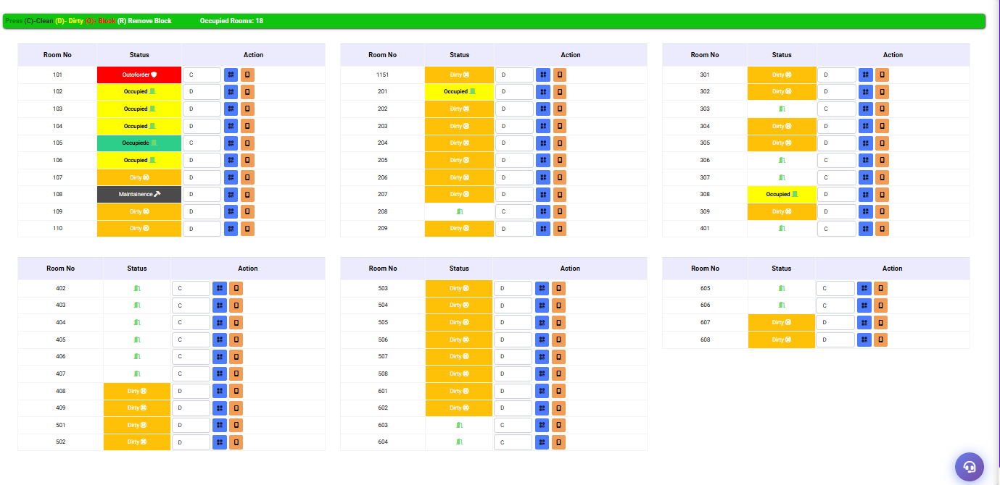 Press (C)-Clean (D)- Dirty (O)- Block (R) Remove Block Occupied Rooms: 18
Room No Status Action
101 Outoforder C
102 Occupied D
103 Occupied D
104 Occupied D
105 Occupiedc C
106 Occupied D
107 Dirty D
108 Maintainence D
109 Dirty D
110 Dirty D
Room No Status Action
1151 Dirty D
201 Occupied D
202 Dirty D
203 Dirty D
204 Dirty D
205 Dirty D
206 Dirty D
207 Dirty D
208 C
209 Dirty D
Room No Status Action
301 Dirty D
302 Dirty D
303 C
304 Dirty D
305 Dirty D
306 C
307 C
308 Occupied D
309 Dirty D
401 C
Room No Status Action
402 C
403 C
404 C
405 C
406 C
407 C
408 Dirty D
409 Dirty D
501 Dirty D
502 Dirty D
Room No Status Action
503 Dirty D
504 Dirty D
505 Dirty D
506 Dirty D
507 Dirty D
508 Dirty D
601 Dirty D
602 Dirty D
603 C
604 C
Room No Status Action
605 C
606 C
607 Dirty D
608 Dirty D